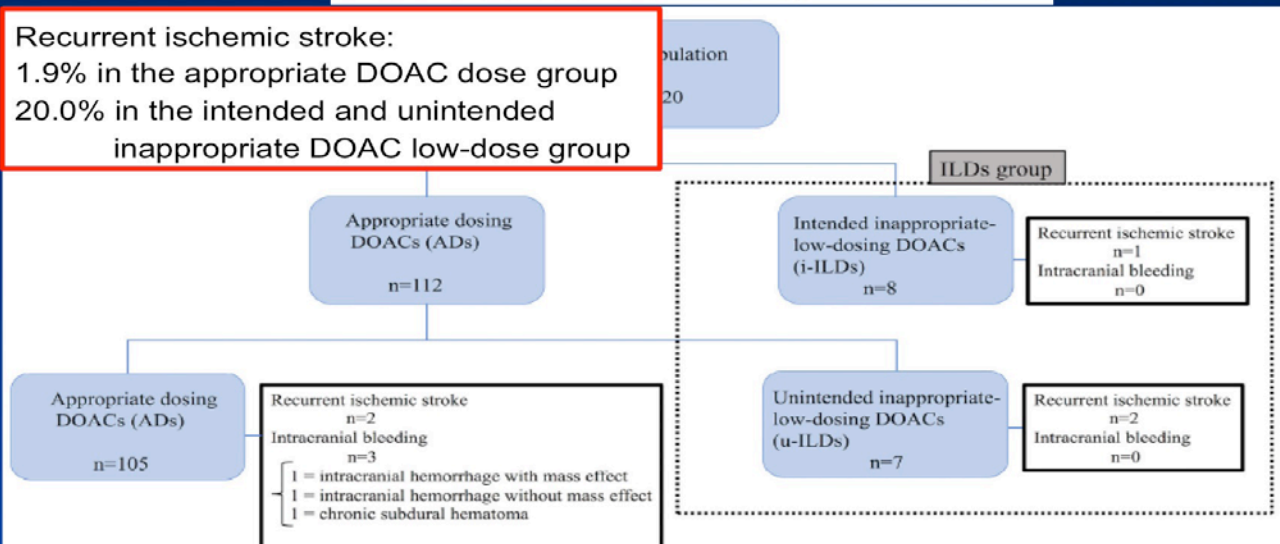 Recurrent ischemic stroke:
1.9% in the appropriate DOAC dose group
20.0% in the intended and unintended
inappropriate DOAC low-dose group
20
ILDs group
Appropriate dosing
DOACs (ADs)
n=112
Intended inappropriate-
low-dosing DOACs
(i-ILDs)
n=8
Recurrent ischemic stroke
n=1
Intracranial bleeding
n=0
Appropriate dosing
DOACs (ADs)
n=105
Recurrent ischemic stroke
n=2
Intracranial bleeding
n=3
1 = intracranial hemorrhage with mass effect
1 = intracranial hemorrhage without mass effect
1 = chronic subdural hematoma
Unintended inappropriate-
low-dosing DOACs
(u-ILDs)
n=7
Recurrent ischemic stroke
n=2
Intracranial bleeding
n=0